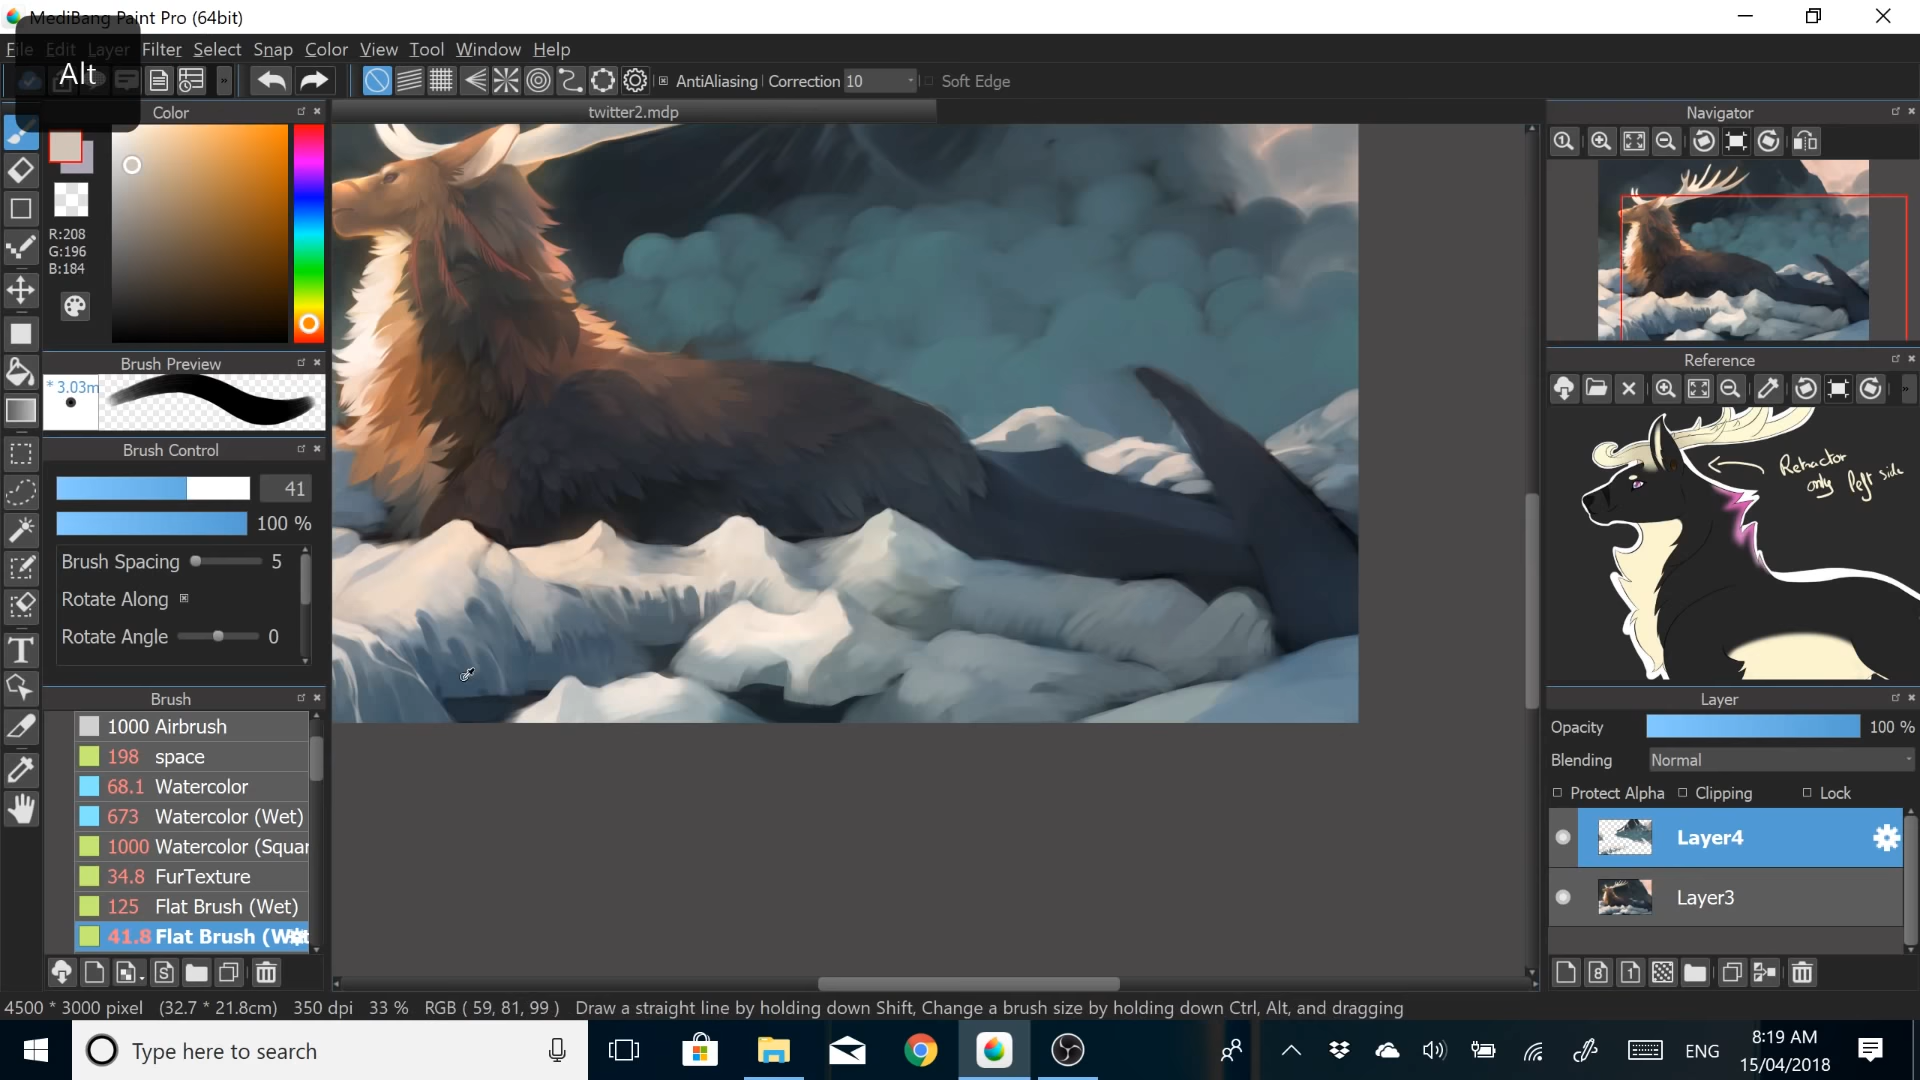 MediBang Paint Pro (64bit)
File Edit Layer Filter Select Snap Color View Tool Window Help
Alt
AntiAliasing Correction 10 Soft Edge
Color
twitter2.mdp
Navigator
R:208
G:196
B:184
Brush Preview
* 3.03m
Reference
Retractor
only left side
Brush Control
41
100 %
Brush Spacing 5
Rotate Along
Rotate Angle 0
Brush
1000 Airbrush
198 space
68.1 Watercolor
673 Watercolor (Wet)
1000 Watercolor (Squar
34.8 FurTexture
125 Flat Brush (Wet)
41.8 Flat Brush (Wet
Layer
Opacity 100 %
Blending Normal
Protect Alpha Clipping Lock
Layer4
Layer3
4500 * 3000 pixel (32.7 * 21.8cm) 350 dpi 33 % RGB ( 59, 81, 99 ) Draw a straight line by holding down Shift, Change a brush size by holding down Ctrl, Alt, and dragging
Type here to search
ENG
8:19 AM
15/04/2018